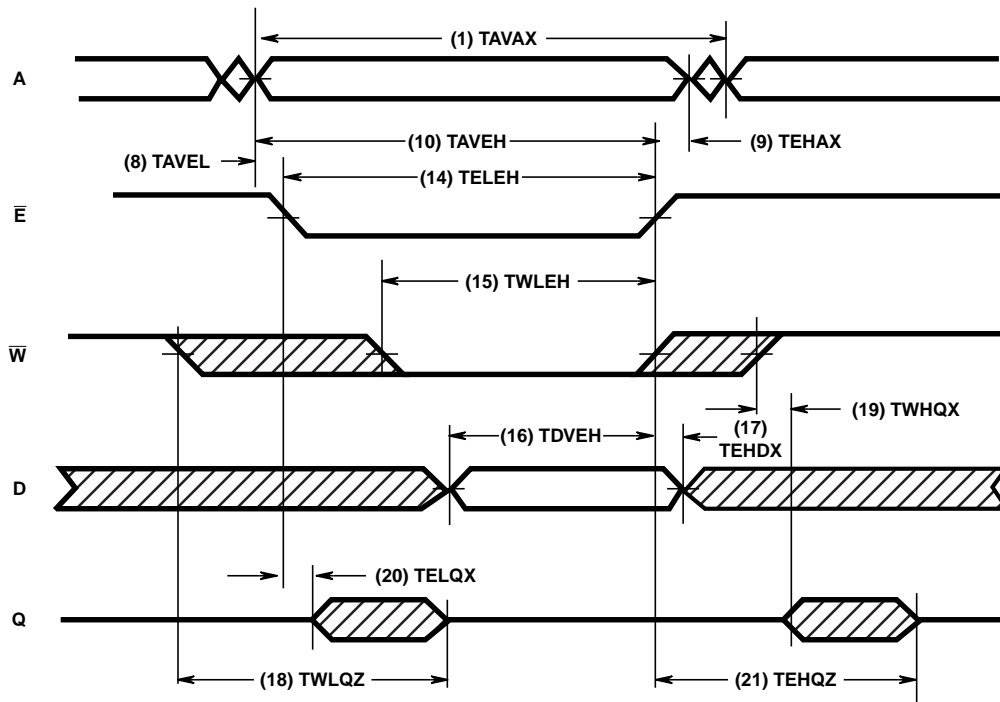 (1) TAVAX
A
(10) TAVEH
(9) TEHAX
(8) TAVEL
(14) TELEH
E̅
(15) TWLEH
W̅
(19) TWHQX
(16) TDVEH
(17)
TEHDX
D
(20) TELQX
Q
(18) TWLQZ
(21) TEHQZ